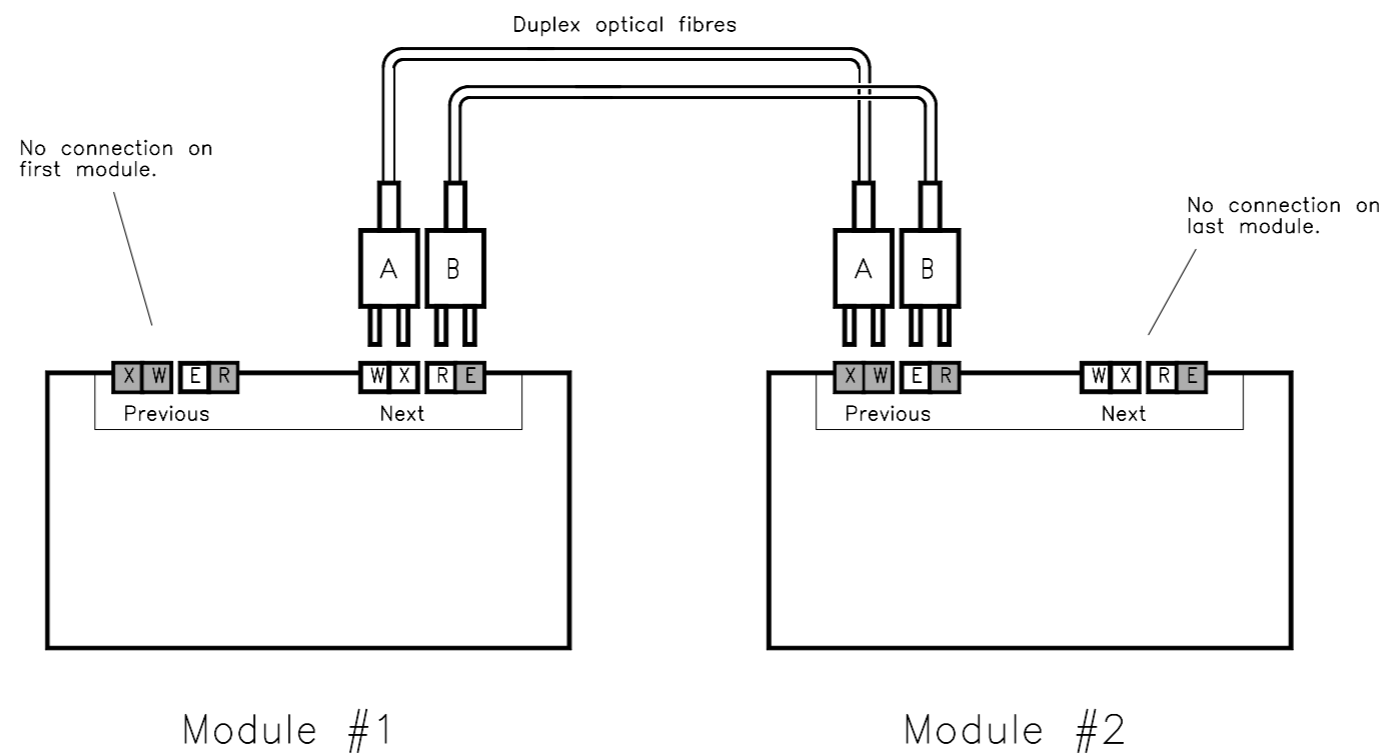 Duplex optical fibres
No connection on
first module.
No connection on
last module.
A B
A B
X W E R
W X R E
X W E R
W X R E
Previous
Next
Previous
Next
Module #1
Module #2